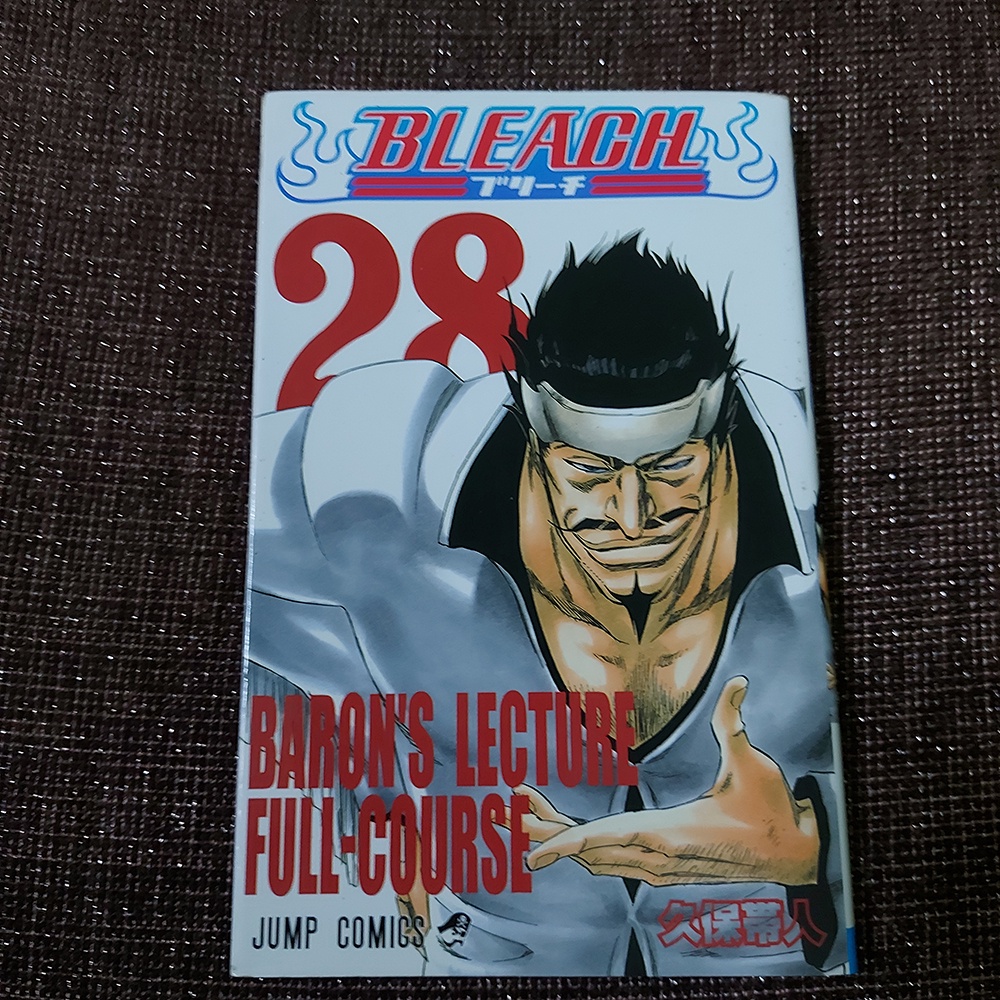 BLEACH
ブリーチ
28
BARON'S LECTURE
FULL-COURSE
JUMP COMICS
久保帯人